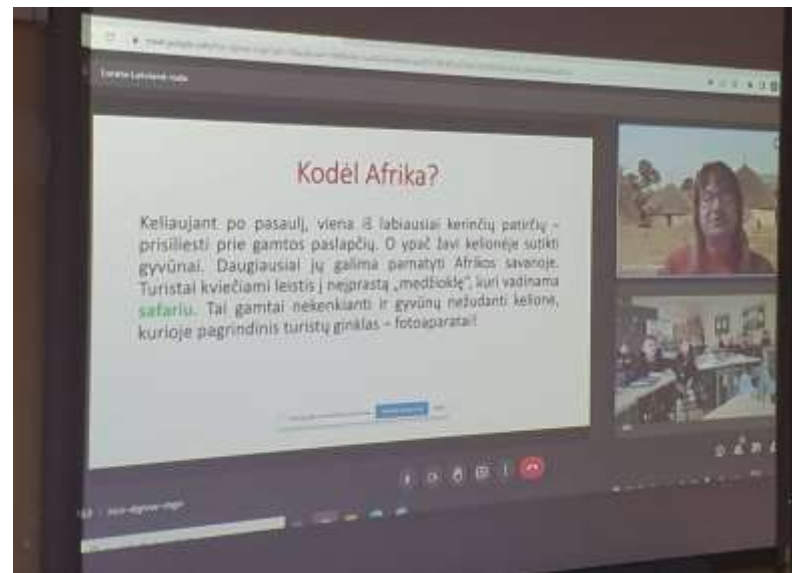 Kodėl Afrika?
Keliaujant po pasaulį, viena iš labiausiai kerinčių patirčių –
prisiliesti prie gamtos paslapčių. O ypač žavi kelionėje sutikti
gyvūnai. Daugiausiai jų galima pamatyti Afrikos savanoje.
Turistai kviečiami leistis į neįprastą „medžioklę“, kuri vadinama
safariu. Tai gamtai nekenkianti ir gyvūnų nežudanti kelionė,
kurioje pagrindinis turistų ginklas – fotoaparatai!